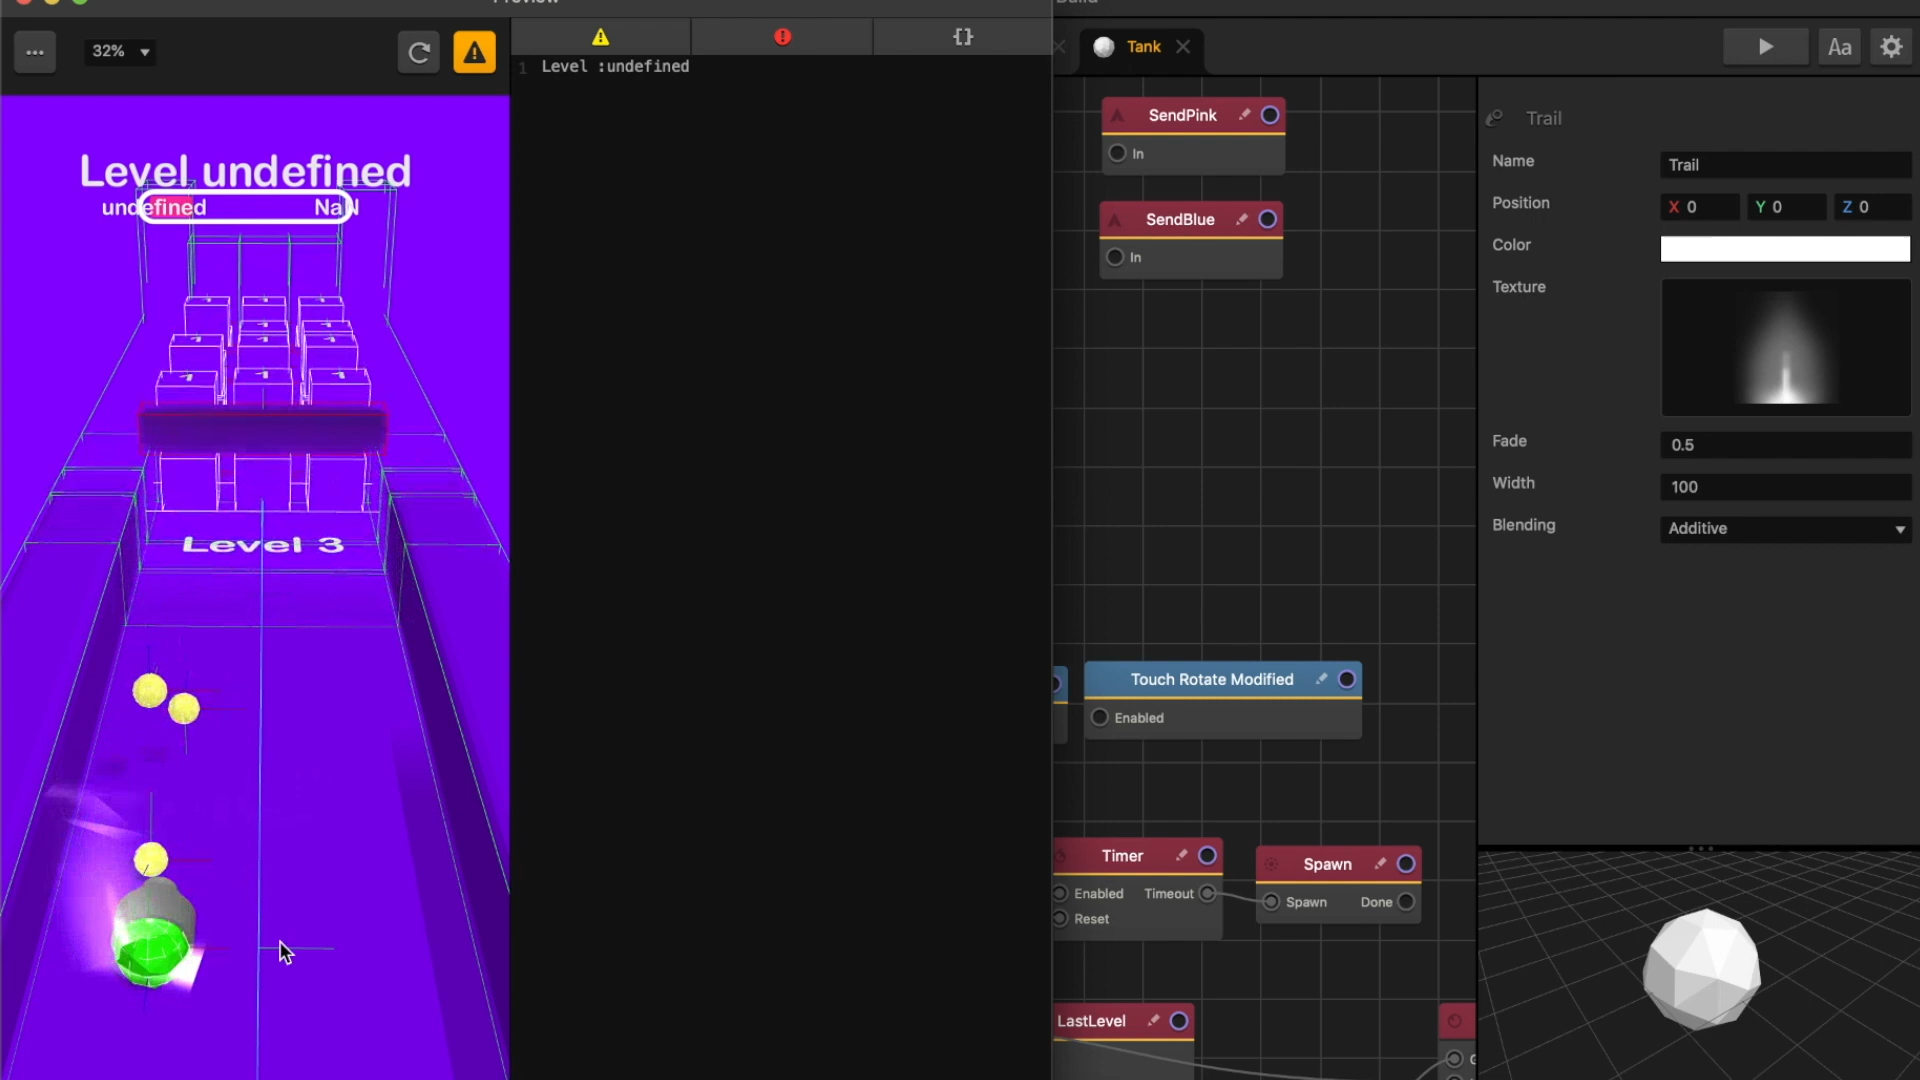 32%
Level :undefined
1
Level undefined
undefined
NaN
Level 3
Tank
Aa
SendPink
In
SendBlue
In
Touch Rotate Modified
Enabled
Timer
Enabled
Timeout
Reset
Spawn
Spawn
Done
LastLevel
Trail
Name
Trail
Position
X 0
Y 0
Z 0
Color
Texture
Fade
0.5
Width
100
Blending
Additive